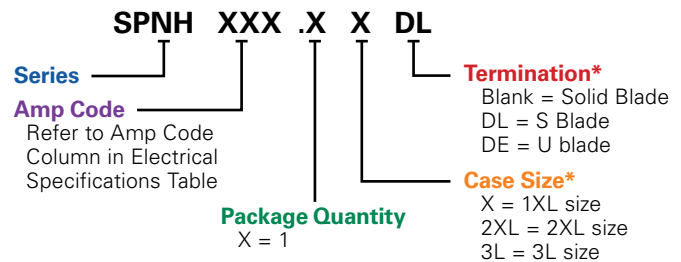 SPNH XXX .X X DL
Series
Amp Code
Refer to Amp Code
Column in Electrical
Specifications Table
Package Quantity
X = 1
Termination*
Blank = Solid Blade
DL = S Blade
DE = U blade
Case Size*
X = 1XL size
2XL = 2XL size
3L = 3L size